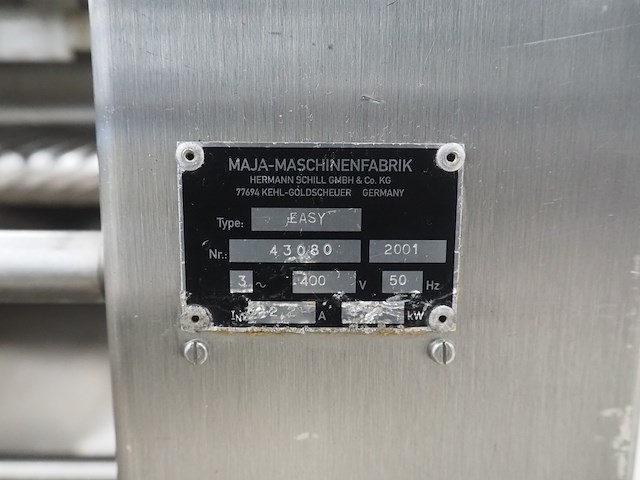 MAJA-MASCHINENFABRIK
HERMANN SCHILL GMBH & Co. KG
77694 KEHL-GOLDSCHEUER GERMANY
Type: EASY
Nr.: 43080 2001
3 ~ 400 V 50 Hz
IN A kW